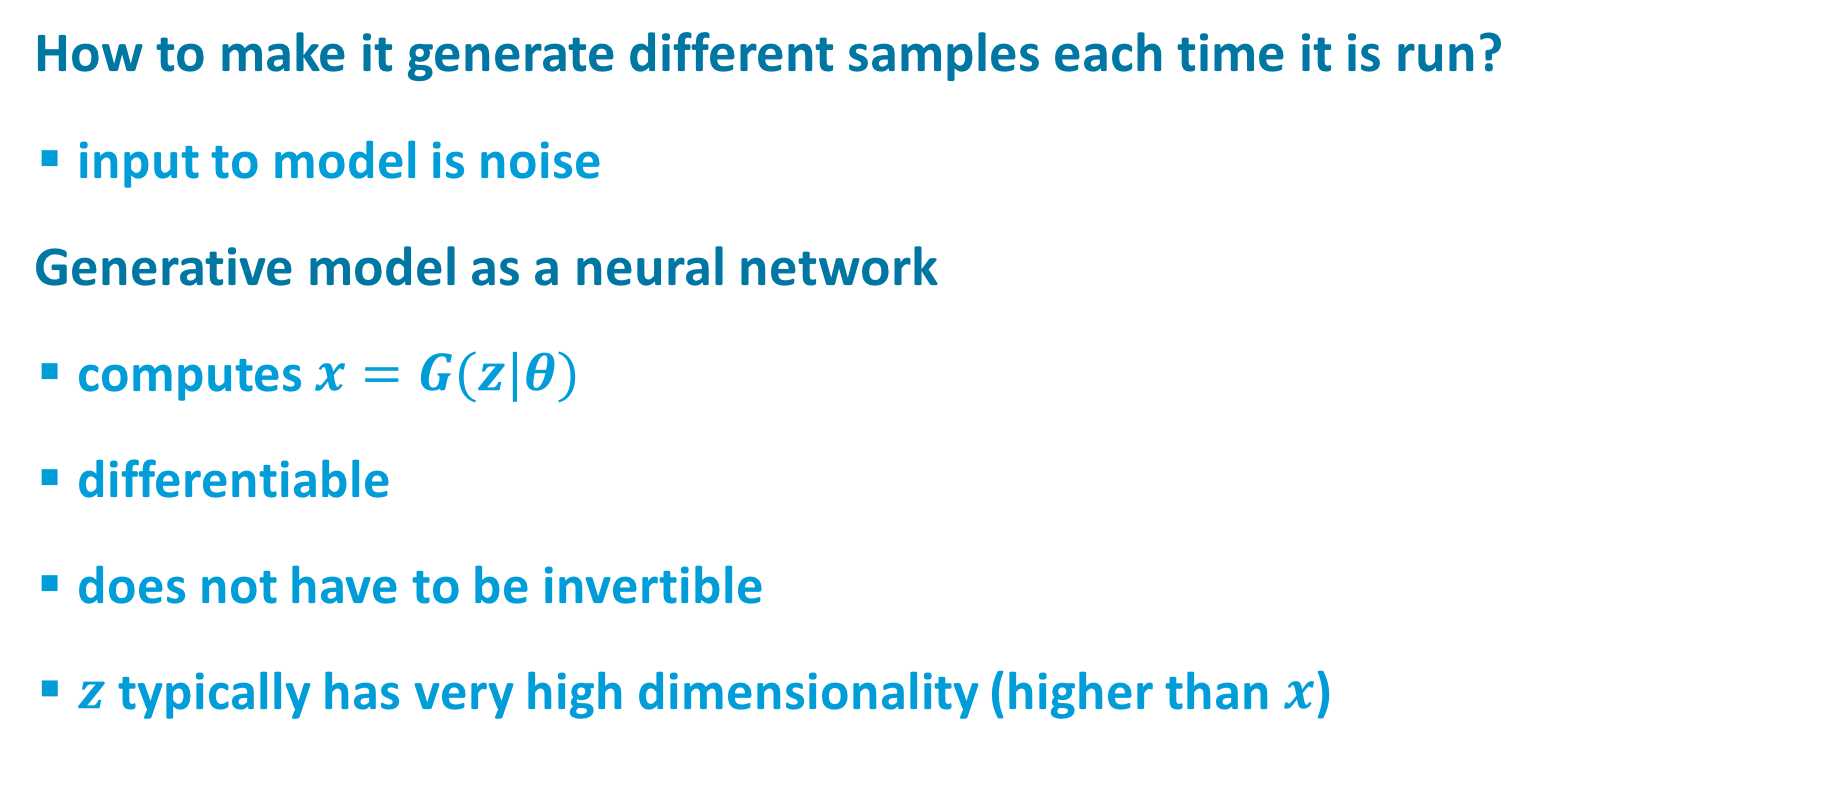 How to make it generate different samples each time it is run?
▪ input to model is noise
Generative model as a neural network
▪ computes x = G(z|θ)
▪ differentiable
▪ does not have to be invertible
▪ z typically has very high dimensionality (higher than x)